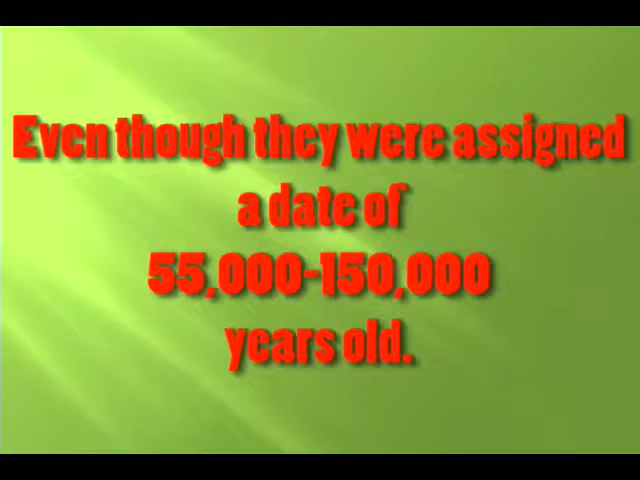 Even though they were assigned
a date of
55,000-150,000
years old.